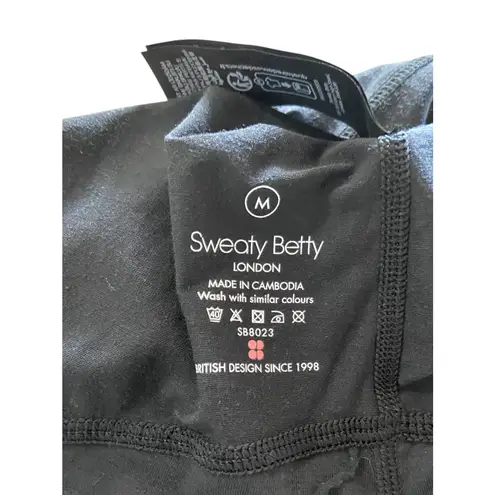 M
Sweaty Betty
LONDON
MADE IN CAMBODIA
Wash with similar colours
40
SB8023
BRITISH DESIGN SINCE 1998